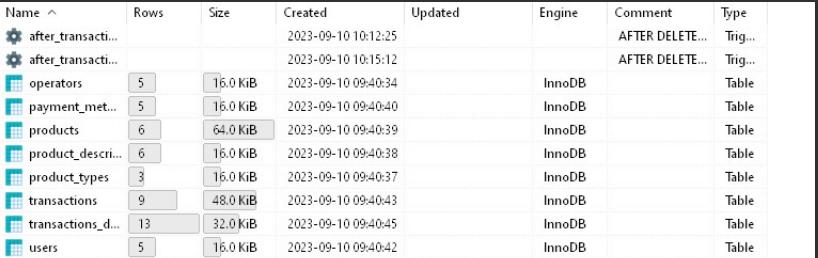 Name Rows Size Created Updated Engine Comment Type
after_transacti... 2023-09-10 10:12:25 AFTER DELETE... Trig...
after_transacti... 2023-09-10 10:15:12 AFTER DELETE... Trig...
operators 5 16.0 KiB 2023-09-10 09:40:34 InnoDB Table
payment_met... 5 16.0 KiB 2023-09-10 09:40:40 InnoDB Table
products 6 64.0 KiB 2023-09-10 09:40:39 InnoDB Table
product_descri... 6 16.0 KiB 2023-09-10 09:40:38 InnoDB Table
product_types 3 16.0 KiB 2023-09-10 09:40:37 InnoDB Table
transactions 9 48.0 KiB 2023-09-10 09:40:43 InnoDB Table
transactions_d... 13 32.0 KiB 2023-09-10 09:40:45 InnoDB Table
users 5 16.0 KiB 2023-09-10 09:40:42 InnoDB Table